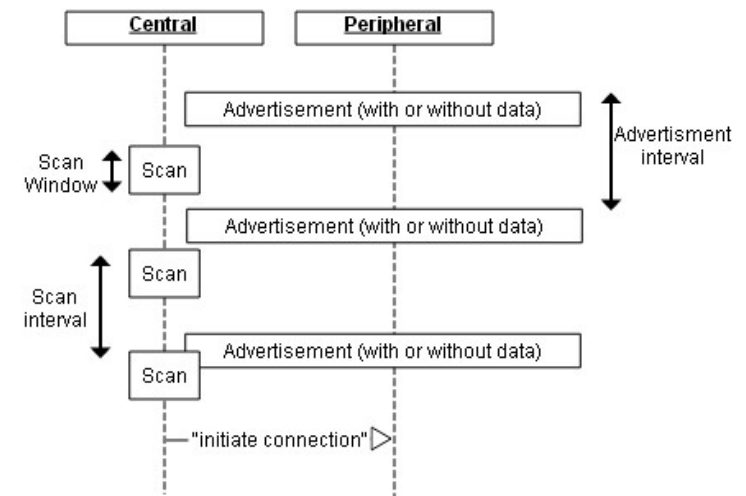 Central
Peripheral
Advertisement (with or without data)
Advertisment
interval
Scan
Window
Scan
Advertisement (with or without data)
Scan
Scan
interval
Advertisement (with or without data)
Scan
"initiate connection"